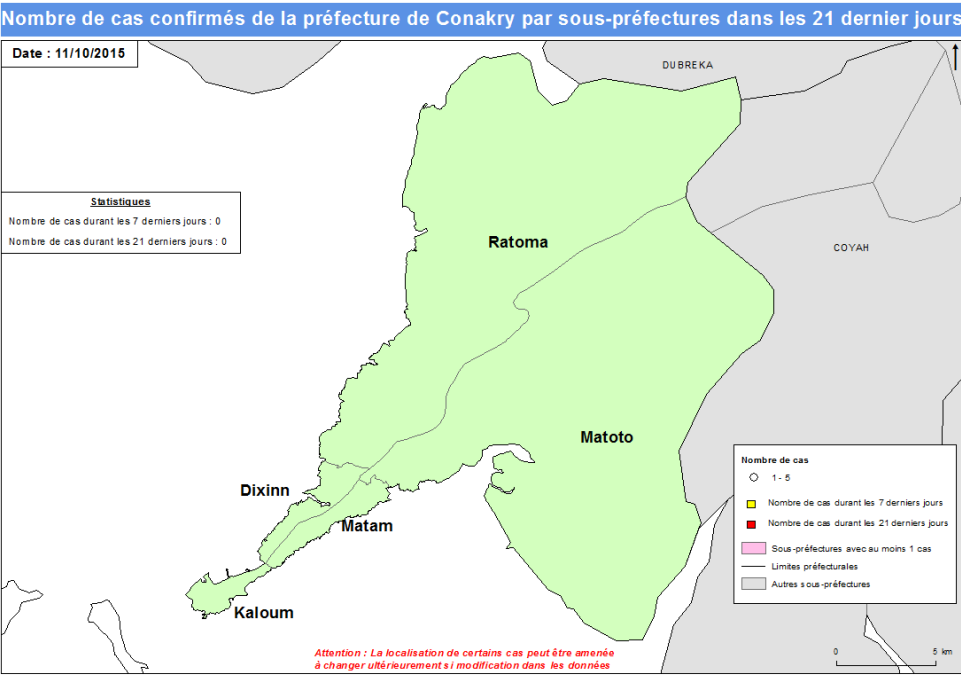 Nombre de cas confirmés de la préfecture de Conakry par sous-préfectures dans les 21 dernier jours
Date : 11/10/2015
DUBREKA
Statistiques
Nombre de cas durant les 7 derniers jours : 0
Nombre de cas durant les 21 derniers jours : 0
Ratoma
COYAH
Matoto
Dixinn
Matam
Kaloum
Nombre de cas
1 - 5
Nombre de cas durant les 7 derniers jours
Nombre de cas durant les 21 derniers jours
Sous-préfectures avec au moins 1 cas
Limites préfecturales
Autres sous-préfectures
Attention : La localisation de certains cas peut être amenée
à changer ultérieurement si modification dans les données
0 5 km